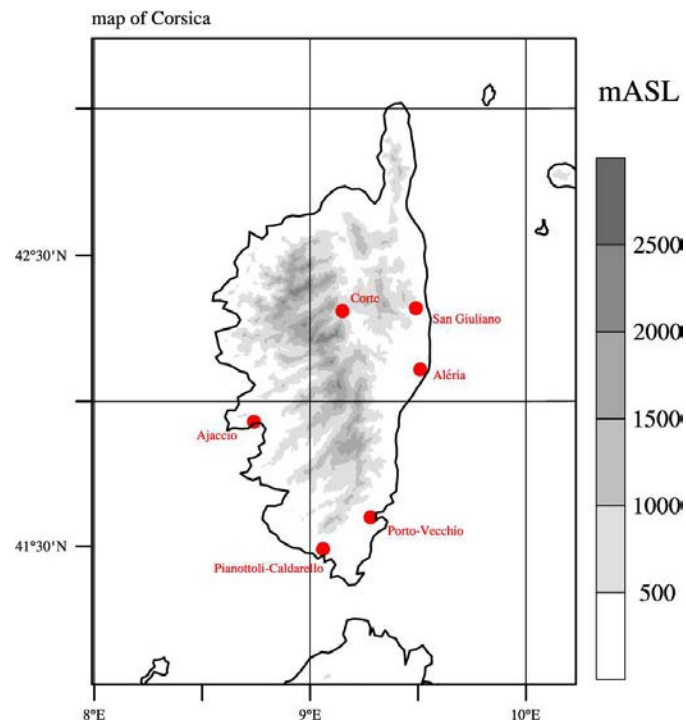 map of Corsica
mASL
2500
2000
1500
1000
500
42°30'N
41°30'N
Corte
San Giuliano
Aléria
Ajaccio
Porto-Vecchio
Pianottoli-Caldarello
8°E
9°E
10°E